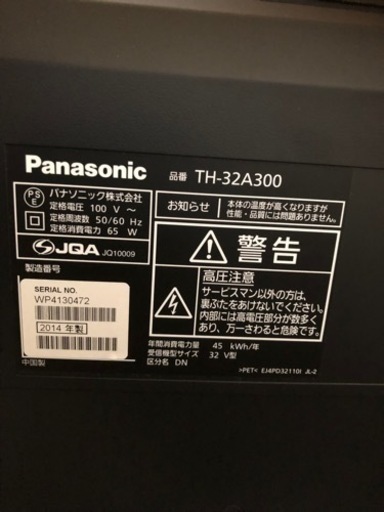 Panasonic
品番 TH-32A300
PS
E
パナソニック株式会社
定格電圧 100 V～
定格周波数 50/60 Hz
定格消費電力 65 W
お知らせ
本体の温度が高くなりますが
性能・品質には問題ありません。
JQA JQ10009
製造番号
SERIAL NO.
WP4130472
2014 年製
中国製
警告
高圧注意
サービスマン以外の方は、
裏ぶたをあけないでください。
内部には高電圧部分が数多く
あり、万一さわると危険です。
年間消費電力量 45 kWh/年
受信機型サイズ 32 V型
区分名 DN
>PET< EJ4PD32110I JL-2